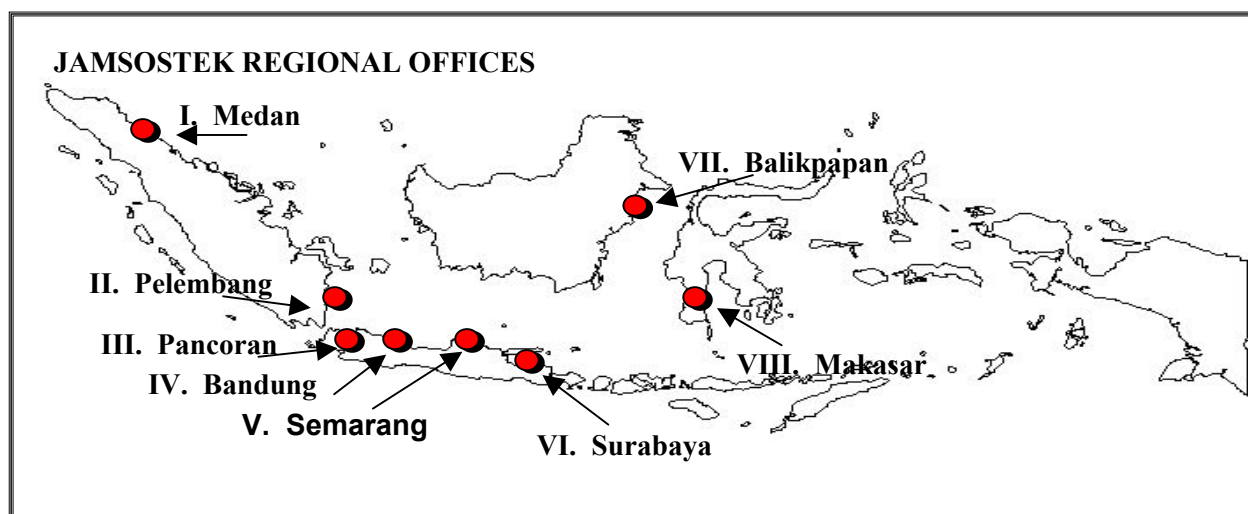 JAMSOSTEK REGIONAL OFFICES
I. Medan
VII. Balikpapan
II. Pelembang
III. Pancoran
VIII. Makasar
IV. Bandung
V. Semarang
VI. Surabaya